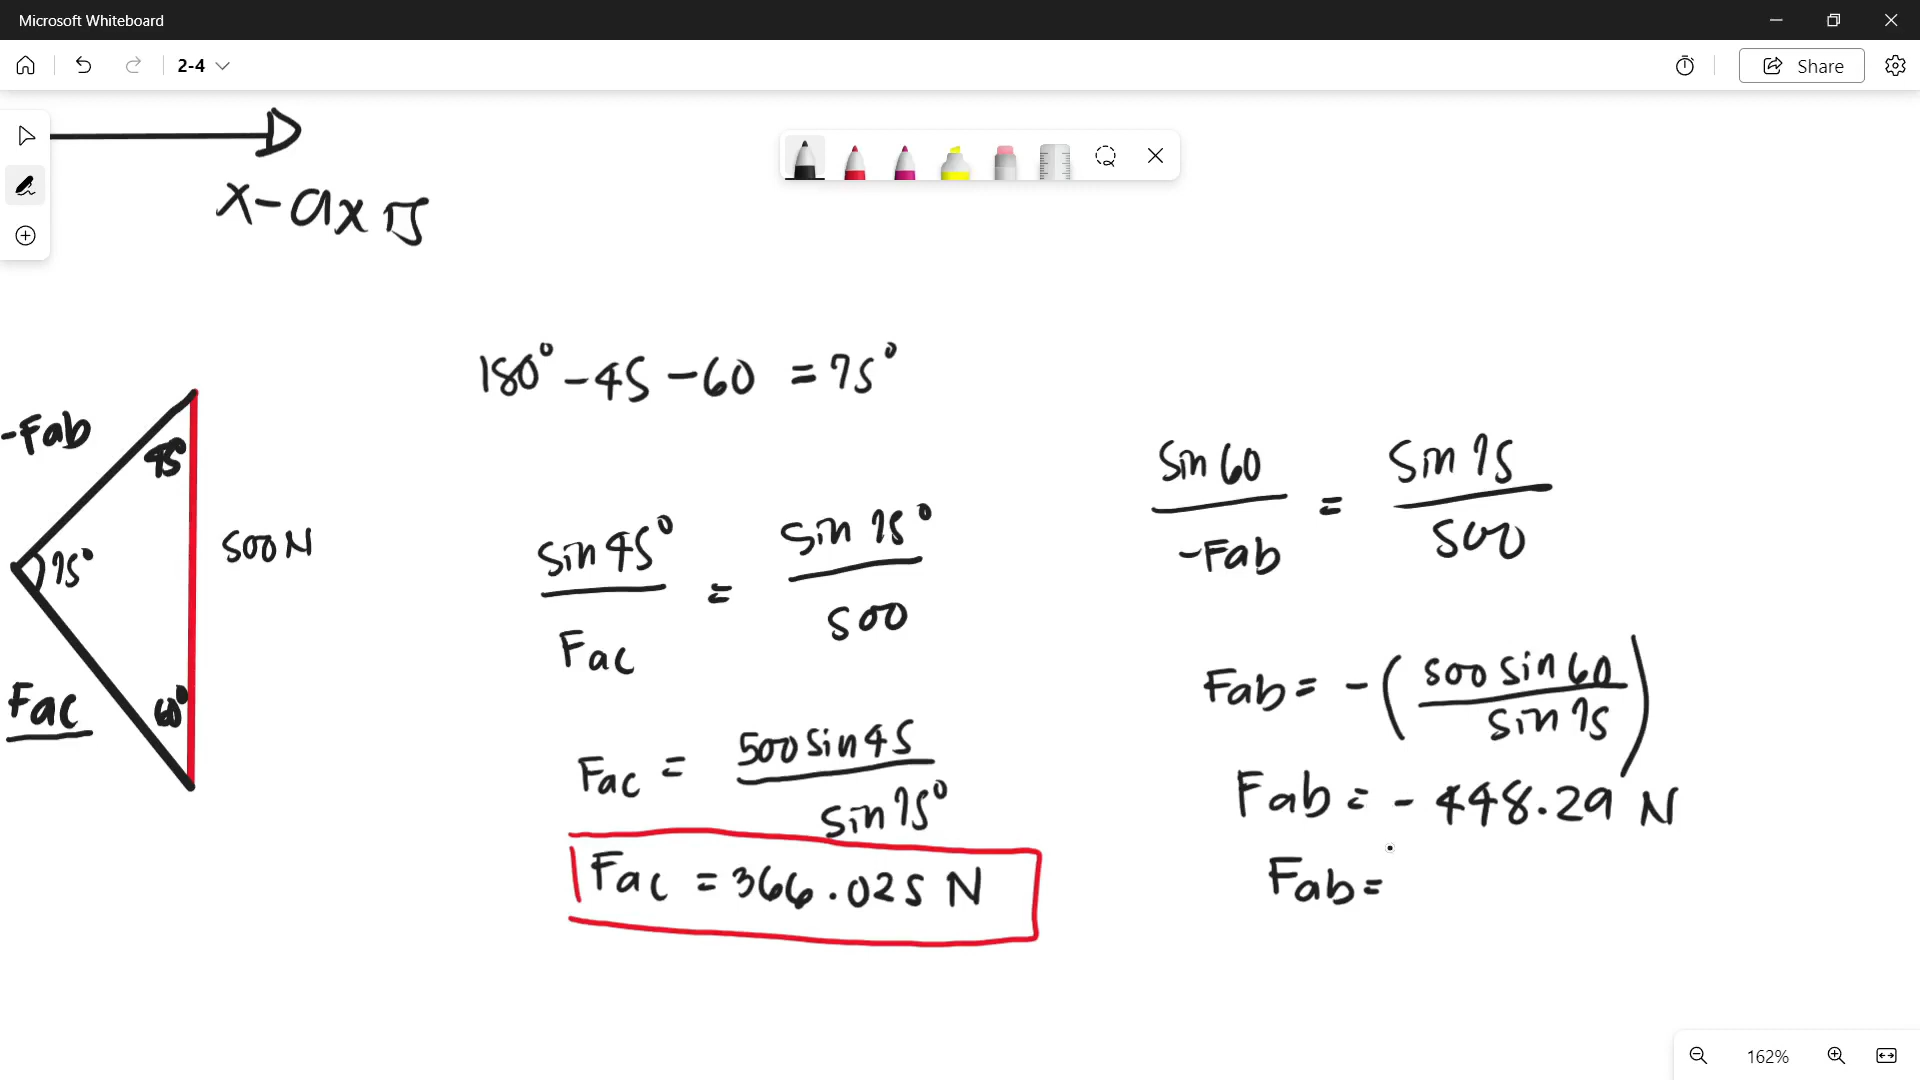 Microsoft Whiteboard
2-4
Share
x-axis
180° - 45 - 60 = 75°
-Fab
45°
75°
500N
Fac
60°
sin 45° / Fac = sin 75° / 500
Fac = 500 sin 45 / sin 75°
Fac = 366.025 N
sin 60 / -Fab = sin 75 / 500
Fab = - (500 sin 60 / sin 75)
Fab = - 448.29 N
Fab =
162%